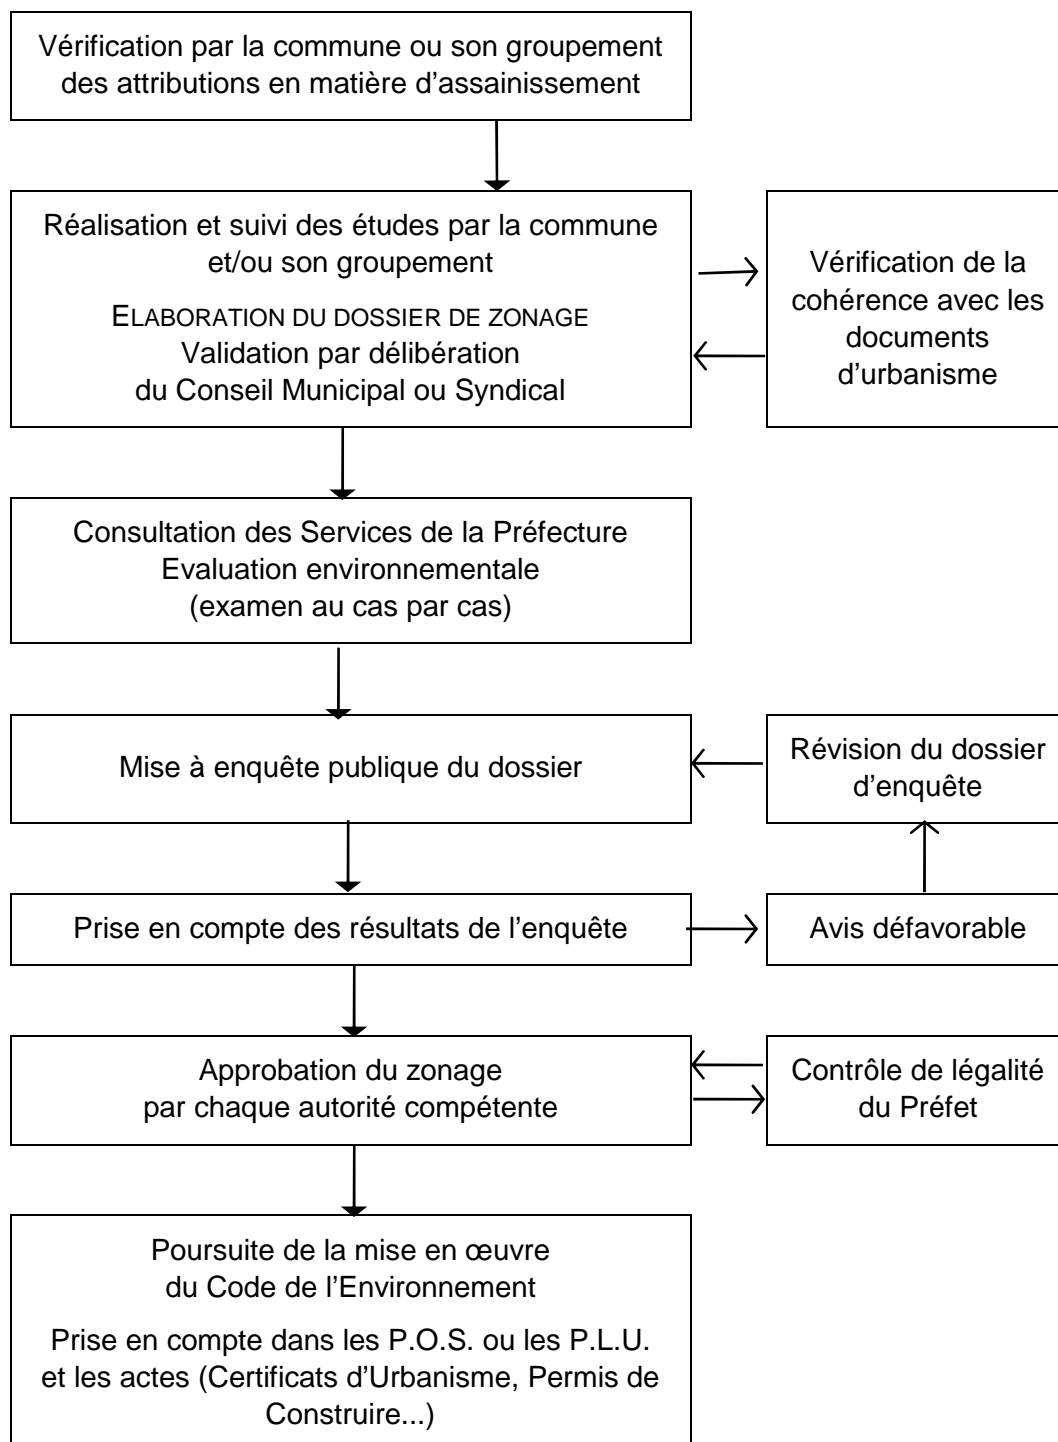 Vérification par la commune ou son groupement
des attributions en matière d’assainissement
Réalisation et suivi des études par la commune
et/ou son groupement
ELABORATION DU DOSSIER DE ZONAGE
Validation par délibération
du Conseil Municipal ou Syndical
Vérification de la
cohérence avec les
documents
d’urbanisme
Consultation des Services de la Préfecture
Evaluation environnementale
(examen au cas par cas)
Mise à enquête publique du dossier
Révision du dossier
d’enquête
Prise en compte des résultats de l’enquête
Avis défavorable
Approbation du zonage
par chaque autorité compétente
Contrôle de légalité
du Préfet
Poursuite de la mise en œuvre
du Code de l’Environnement
Prise en compte dans les P.O.S. ou les P.L.U.
et les actes (Certificats d’Urbanisme, Permis de
Construire...)